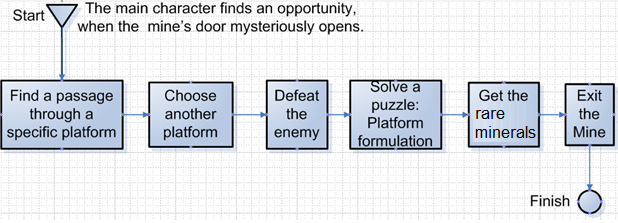 Start
The main character finds an opportunity,
when the mine's door mysteriously opens.
Find a passage
through a
specific platform
Choose
another
platform
Defeat
the
enemy
Solve a
puzzle:
Platform
formulation
Get the
rare
minerals
Exit
the
Mine
Finish